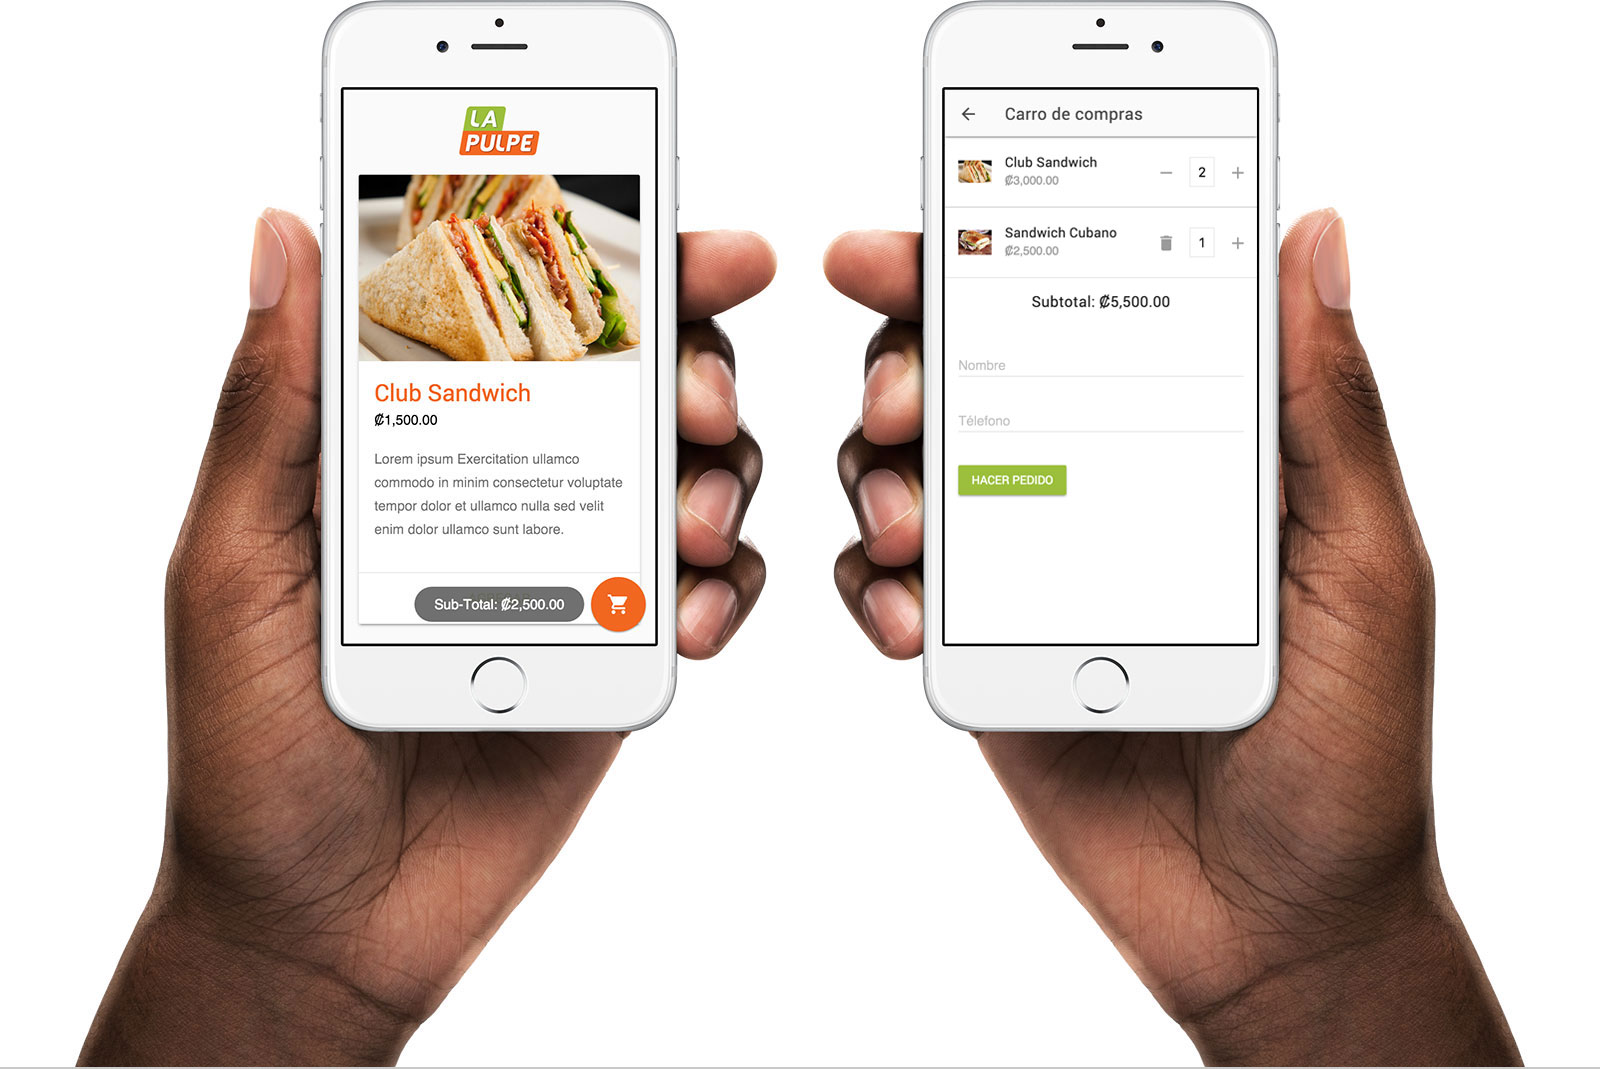 LA
PULPE
Club Sandwich
₡1,500.00
Lorem ipsum Exercitation ullamco
commodo in minim consectetur voluptate
tempor dolor et ullamco nulla sed velit
enim dolor ullamco sunt labore.
Sub-Total: ₡2,500.00
Carro de compras
Club Sandwich
₡3,000.00
2
Sandwich Cubano
₡2,500.00
1
Subtotal: ₡5,500.00
Nombre
Télefono
HACER PEDIDO